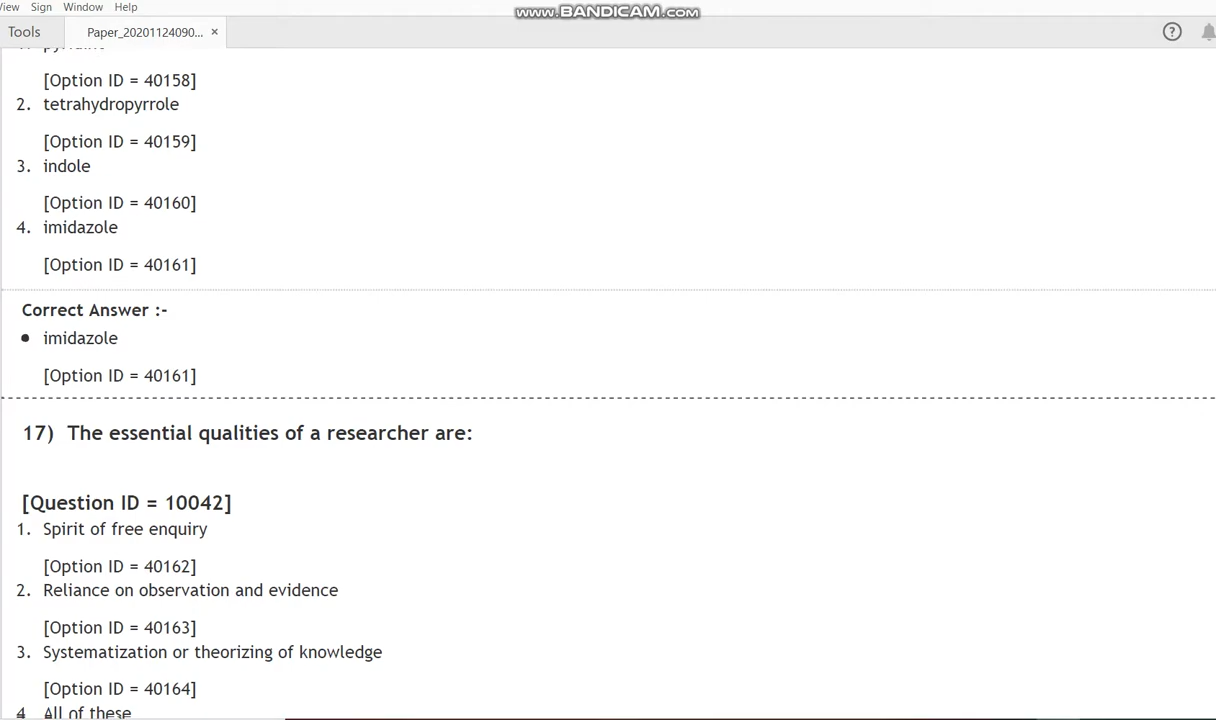 View Sign Window Help
www.BANDICAM.com
Tools Paper_20201124090... ×
?
1. pyridine
[Option ID = 40158]
2. tetrahydropyrrole
[Option ID = 40159]
3. indole
[Option ID = 40160]
4. imidazole
[Option ID = 40161]
Correct Answer :-
• imidazole
[Option ID = 40161]
17) The essential qualities of a researcher are:
[Question ID = 10042]
1. Spirit of free enquiry
[Option ID = 40162]
2. Reliance on observation and evidence
[Option ID = 40163]
3. Systematization or theorizing of knowledge
[Option ID = 40164]
4 All of these